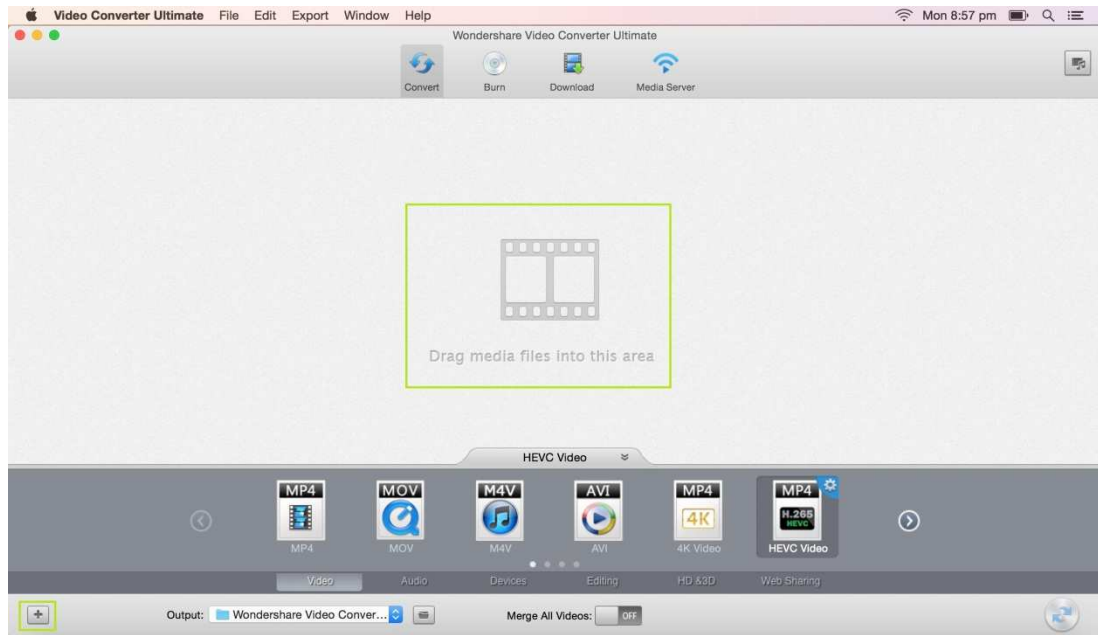 Video Converter Ultimate File Edit Export Window Help Mon 8:57 pm
Wondershare Video Converter Ultimate
Convert Burn Download Media Server
Drag media files into this area
HEVC Video
MP4 MOV M4V AVI MP4 MP4
4K H.265
HEVC
MP4 MOV M4V AVI 4K Video HEVC Video
Video Audio Devices Editing HD &3D Web Sharing
Output: Wondershare Video Conver... Merge All Videos: OFF